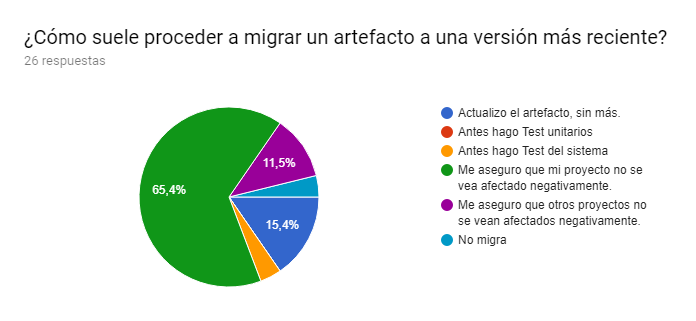 ¿Cómo suele proceder a migrar un artefacto a una versión más reciente?
26 respuestas
65,4%
11,5%
15,4%
Actualizo el artefacto, sin más.
Antes hago Test unitarios
Antes hago Test del sistema
Me aseguro que mi proyecto no se
vea afectado negativamente.
Me aseguro que otros proyectos no
se vean afectados negativamente.
No migra